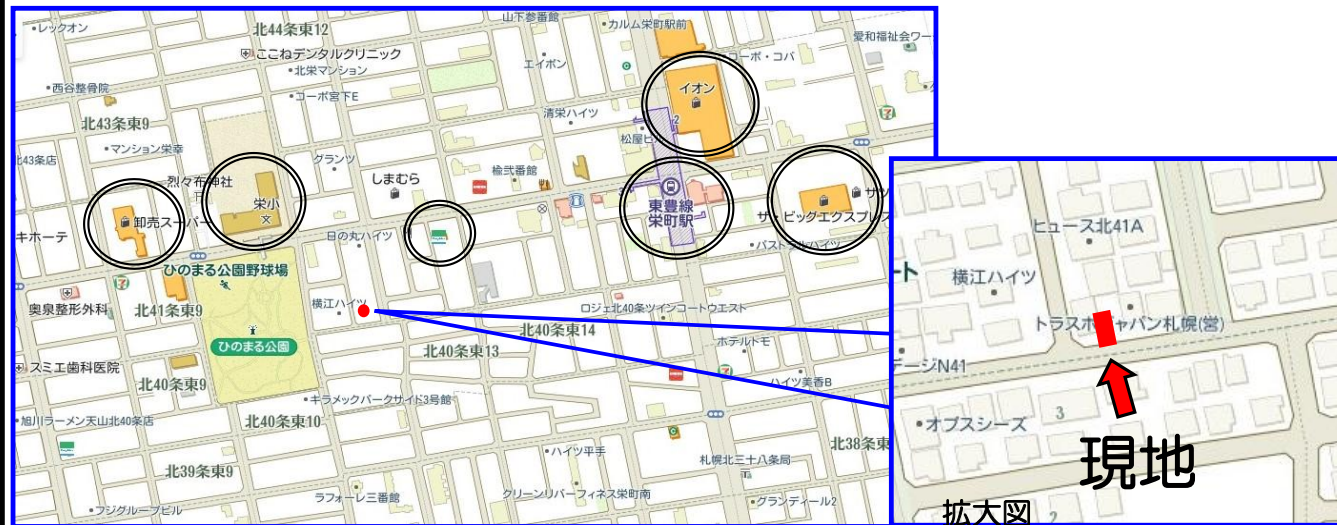 レックオン
北44条東12
山下参番館
カルム栄町駅前
愛和福祉会ワー
ここねデンタルクリニック
エイボン
コーポ・コバ
北栄マンション
西谷整骨院
コーポ宮下E
イオン
清栄ハイツ
2
北43条東9
松屋ビ
北43条店
マンション栄幸
グランツ
烈々布神社
しまむら
楡弐番館
栄小
3
東豊線
栄町駅
卸売スーパー
ザ・ビッグエクスプレス
サツ
キホーテ
日の丸ハイツ
パストラルハイツ
ひのまる公園野球場
奥泉整形外科
北41条東9
横江ハイツ
ロジェ北40条ツインコートウエスト
北40条東14
ひのまる公園
北40条東13
ホテルトモ
スミエ歯科医院
北40条東9
ハイツ美香B
キラメックパークサイド3号館
旭川ラーメン天山北40条店
北40条東10
北38条東
ハイツ平手
札幌北三十八条局
北39条東9
ラフォーレ三番館
クリーンリバーフィネス栄町南
グランディール2
フジグループビル
ヒュース北41A
ート
横江ハイツ
トラスホ
ャパン札幌(営)
テージN41
3
オブスシーズ
現地
拡大図
2